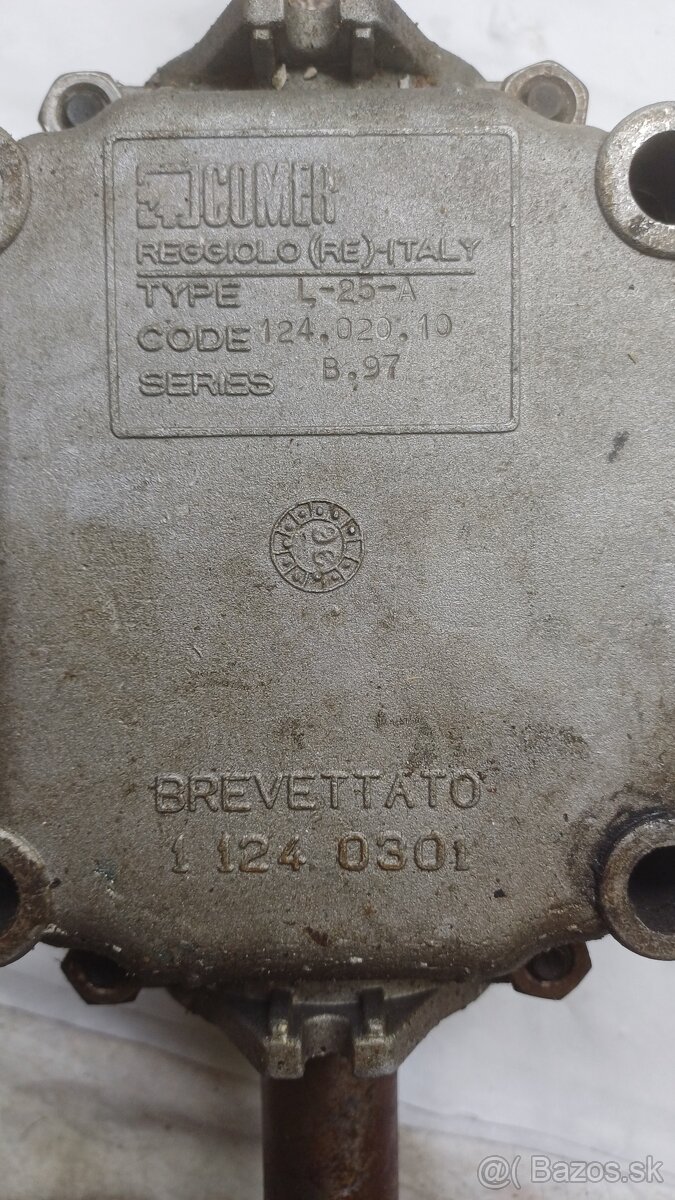 COMER
REGGIOLO (RE)-ITALY
TYPE L-25-A
CODE 124.020.10
SERIES B.97
BREVETTATO
1 124 0301
@( Bazos.sk